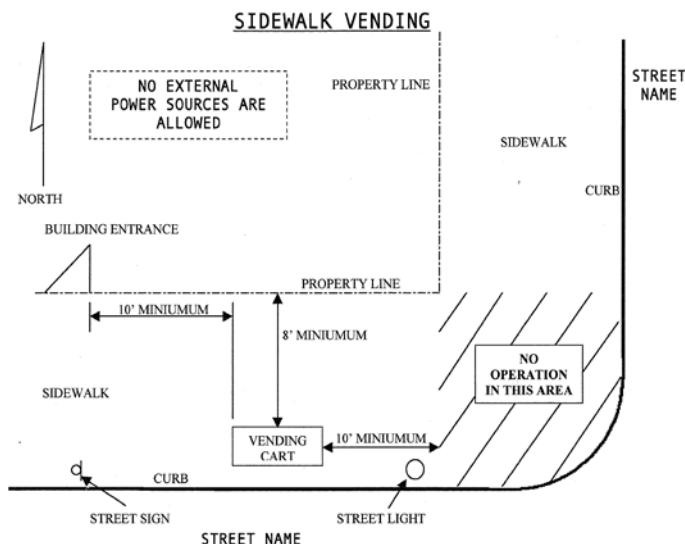 SIDEWALK VENDING
NO EXTERNAL
POWER SOURCES ARE
ALLOWED
PROPERTY LINE
STREET
NAME
SIDEWALK
CURB
NORTH
BUILDING ENTRANCE
PROPERTY LINE
10' MINIUMUM
8' MINIUMUM
NO
OPERATION
IN THIS AREA
SIDEWALK
VENDING
CART
10' MINIUMUM
CURB
STREET SIGN
STREET LIGHT
STREET NAME